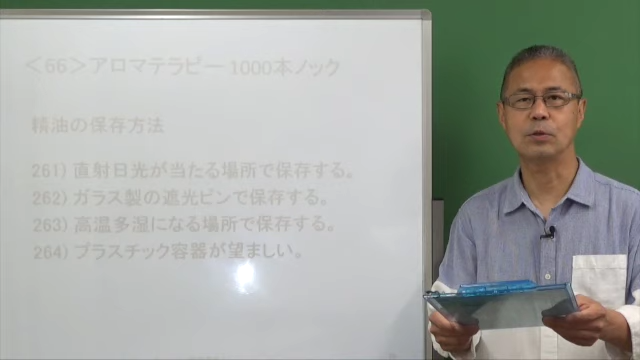 ＜66＞アロマテラピー1000本ノック
精油の保存方法
261）直射日光が当たる場所で保存する。
262）ガラス製の遮光ビンで保存する。
263）高温多湿になる場所で保存する。
264）プラスチック容器が望ましい。